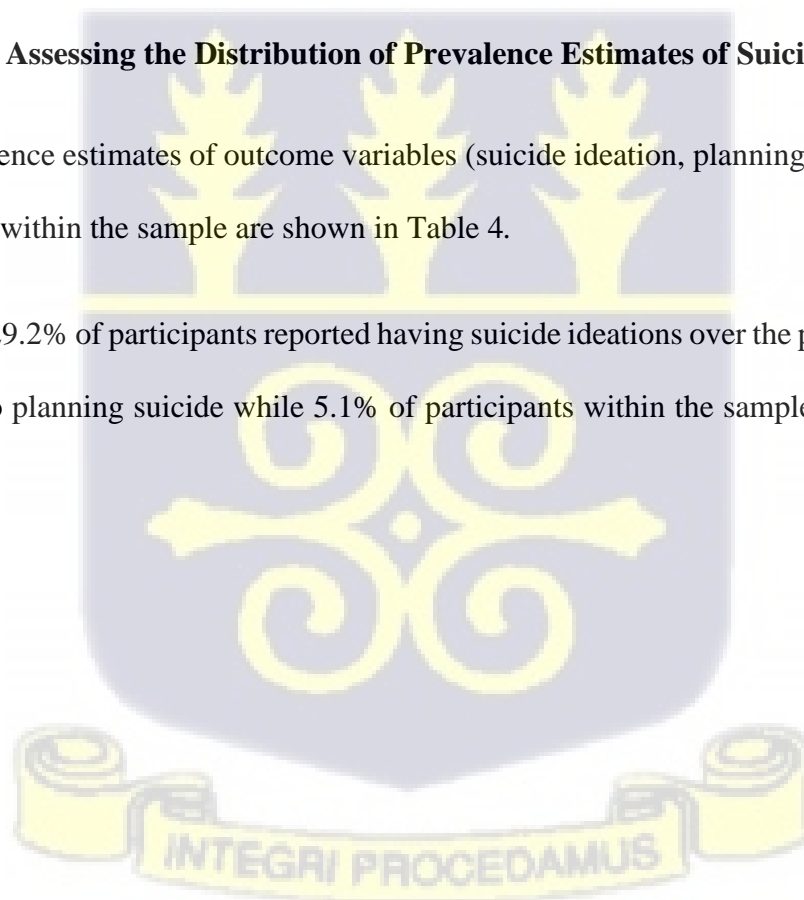 Assessing the Distribution of Prevalence Estimates of Suici
ence estimates of outcome variables (suicide ideation, planning
within the sample are shown in Table 4.
9.2% of participants reported having suicide ideations over the p
planning suicide while 5.1% of participants within the sample
INTEGRI PROCEDAMUS